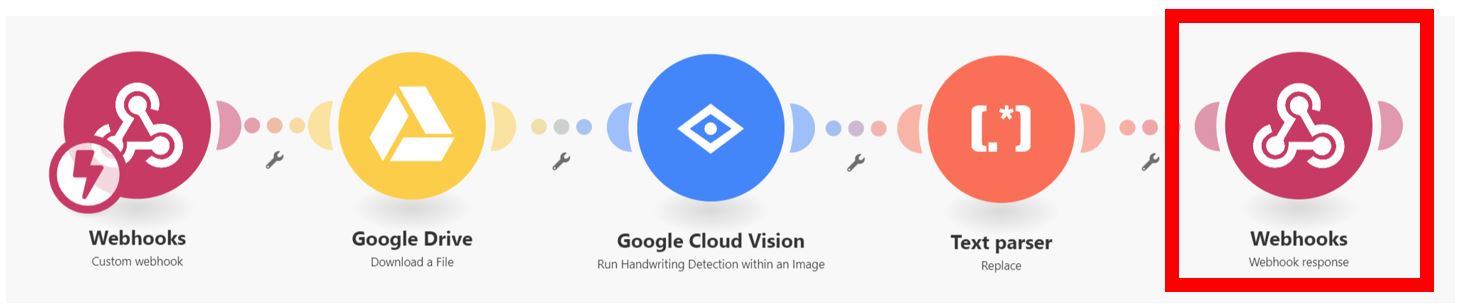 [.*]
Webhooks
Custom webhook
Google Drive
Download a File
Google Cloud Vision
Run Handwriting Detection within an Image
Text parser
Replace
Webhooks
Webhook response